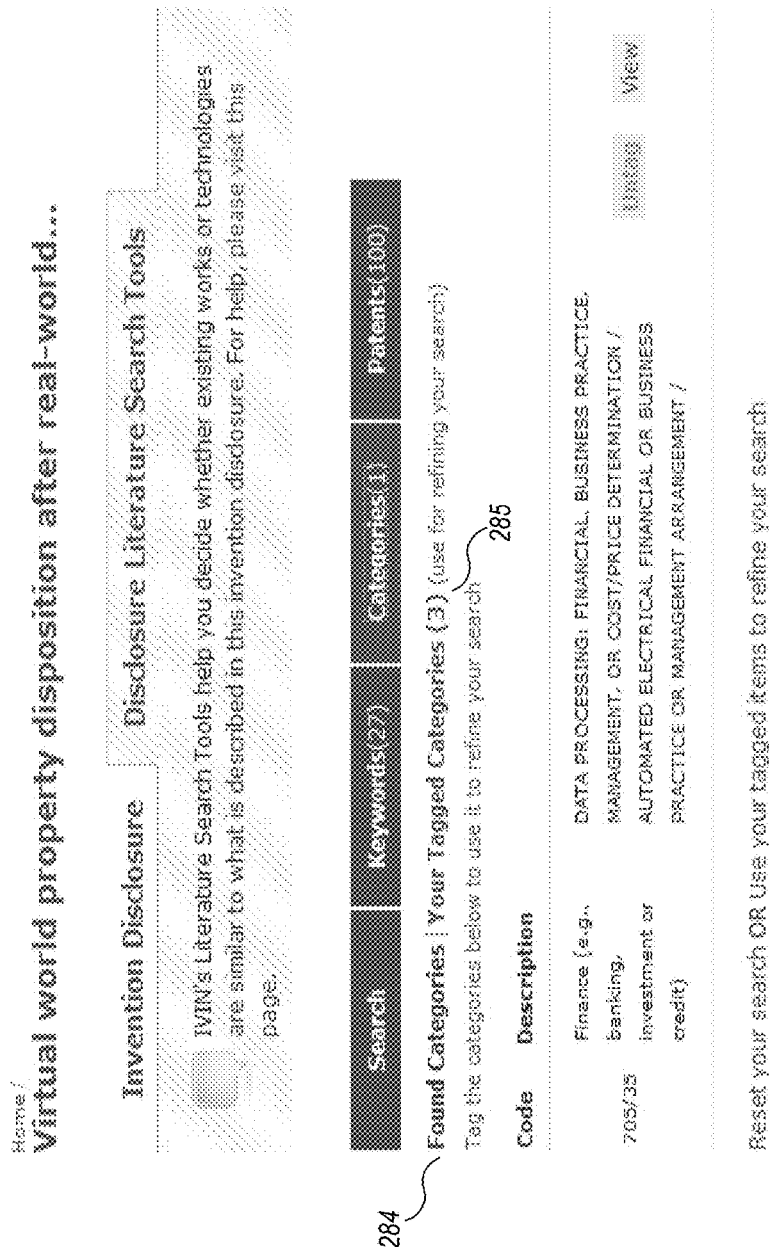 Home /
Virtual world property disposition after real-world...
Invention Disclosure
Disclosure Literature Search Tools
IVIN's Literature Search Tools help you decide whether existing works or technologies
are similar to what is described in this invention disclosure. For help, please visit this
page.
Search
Keywords(27)
Categories(1)
Patents(100)
284
Found Categories | Your Tagged Categories (3) (use for refining your search)
285
Tag the categories below to use it to refine your search
Code Description
705/35
Finance (e.g.,
banking,
investment or
credit)
DATA PROCESSING: FINANCIAL, BUSINESS PRACTICE,
MANAGEMENT, OR COST/PRICE DETERMINATION /
AUTOMATED ELECTRICAL FINANCIAL OR BUSINESS
PRACTICE OR MANAGEMENT ARRANGEMENT /
View
Reset your search OR Use your tagged items to refine your search